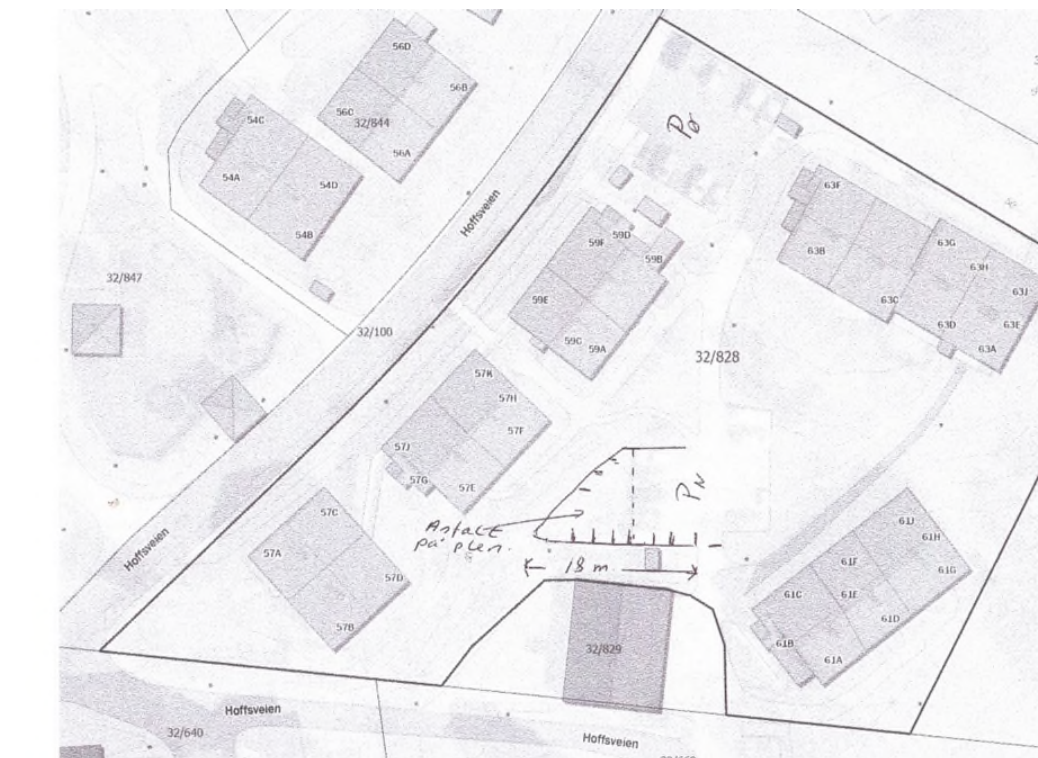 56D
56B
54C
56C
32/844
56A
54A
54D
54B
Hoffsveien
PØ
63F
59F
59D
59B
63B
63G
63H
63J
32/847
59E
63C
63D
63E
32/100
59C
59A
63A
32/828
57K
57H
57F
57J
57G
57E
PN
Asfalt
på plen.
57C
61J
61H
Hoffsveien
57A
57D
18 m.
61F
61G
61C
61E
57B
61D
61B
32/829
61A
Hoffsveien
32/640
Hoffsveien